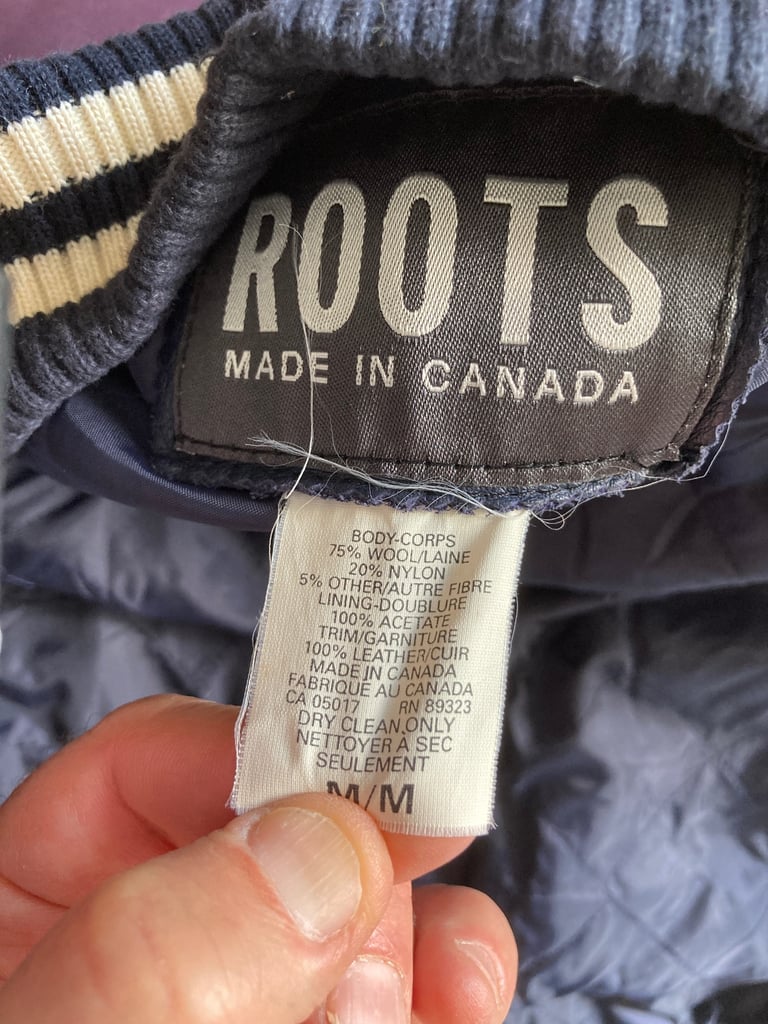 ROOTS
MADE IN CANADA
BODY-CORPS
75% WOOL/LAINE
20% NYLON
5% OTHER/AUTRE FIBRE
LINING-DOUBLURE
100% ACETATE
TRIM/GARNITURE
100% LEATHER/CUIR
MADE IN CANADA
FABRIQUE AU CANADA
CA 05017 RN 89323
DRY CLEAN ONLY
NETTOYER À SEC
SEULEMENT
M/M